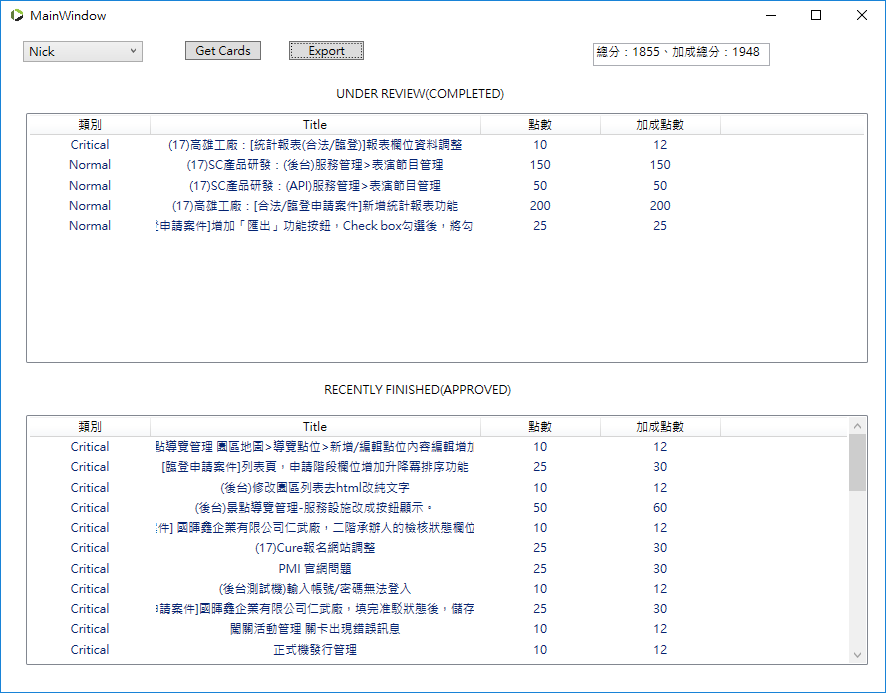 MainWindow
Nick Get Cards Export 總分：1855、加成總分：1948
UNDER REVIEW(COMPLETED)
類別 Title 點數 加成點數
Critical (17)高雄工廠：[統計報表(合法/臨登)]報表欄位資料調整 10 12
Normal (17)SC產品研發：(後台)服務管理>表演節目管理 150 150
Normal (17)SC產品研發：(API)服務管理>表演節目管理 50 50
Normal (17)高雄工廠：[合法/臨登申請案件]新增統計報表功能 200 200
Normal 申請案件]增加「匯出」功能按鈕，Check box勾選後，將勾 25 25
RECENTLY FINISHED(APPROVED)
類別 Title 點數 加成點數
Critical 點導覽管理 園區地圖>導覽點位>新增/編輯點位內容編輯增加 10 12
Critical [臨登申請案件]列表頁，申請階段欄位增加升降冪排序功能 25 30
Critical (後台)修改園區列表去html改純文字 10 12
Critical (後台)景點導覽管理-服務設施改成按鈕顯示。 50 60
Critical 件] 國暉鑫企業有限公司仁武廠，二階承辦人的檢核狀態欄位 10 12
Critical (17)Cure報名網站調整 25 30
Critical PMI 官網問題 25 30
Critical (後台測試機)輸入帳號/密碼無法登入 10 12
Critical 請案件]國暉鑫企業有限公司仁武廠，填完准駁狀態後，儲存 25 30
Critical 闖關活動管理 關卡出現錯誤訊息 10 12
Critical 正式機發行管理 10 12